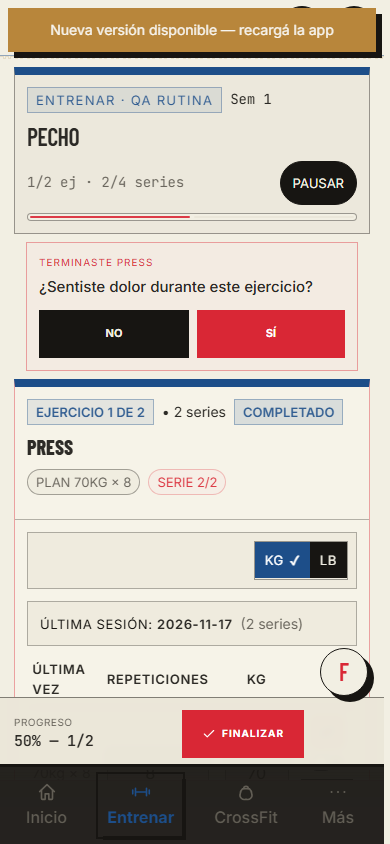 Nueva versión disponible — recargá la app
ENTRENAR · QA RUTINA Sem 1
PECHO
1/2 ej · 2/4 series
PAUSAR
TERMINASTE PRESS
¿Sentiste dolor durante este ejercicio?
NO SÍ
EJERCICIO 1 DE 2 • 2 series COMPLETADO
PRESS
PLAN 70KG × 8 SERIE 2/2
KG ✓ LB
ÚLTIMA SESIÓN: 2026-11-17 (2 series)
ÚLTIMA VEZ REPETICIONES KG
F
PROGRESO
50% — 1/2
✓ FINALIZAR
Inicio Entrenar CrossFit Más